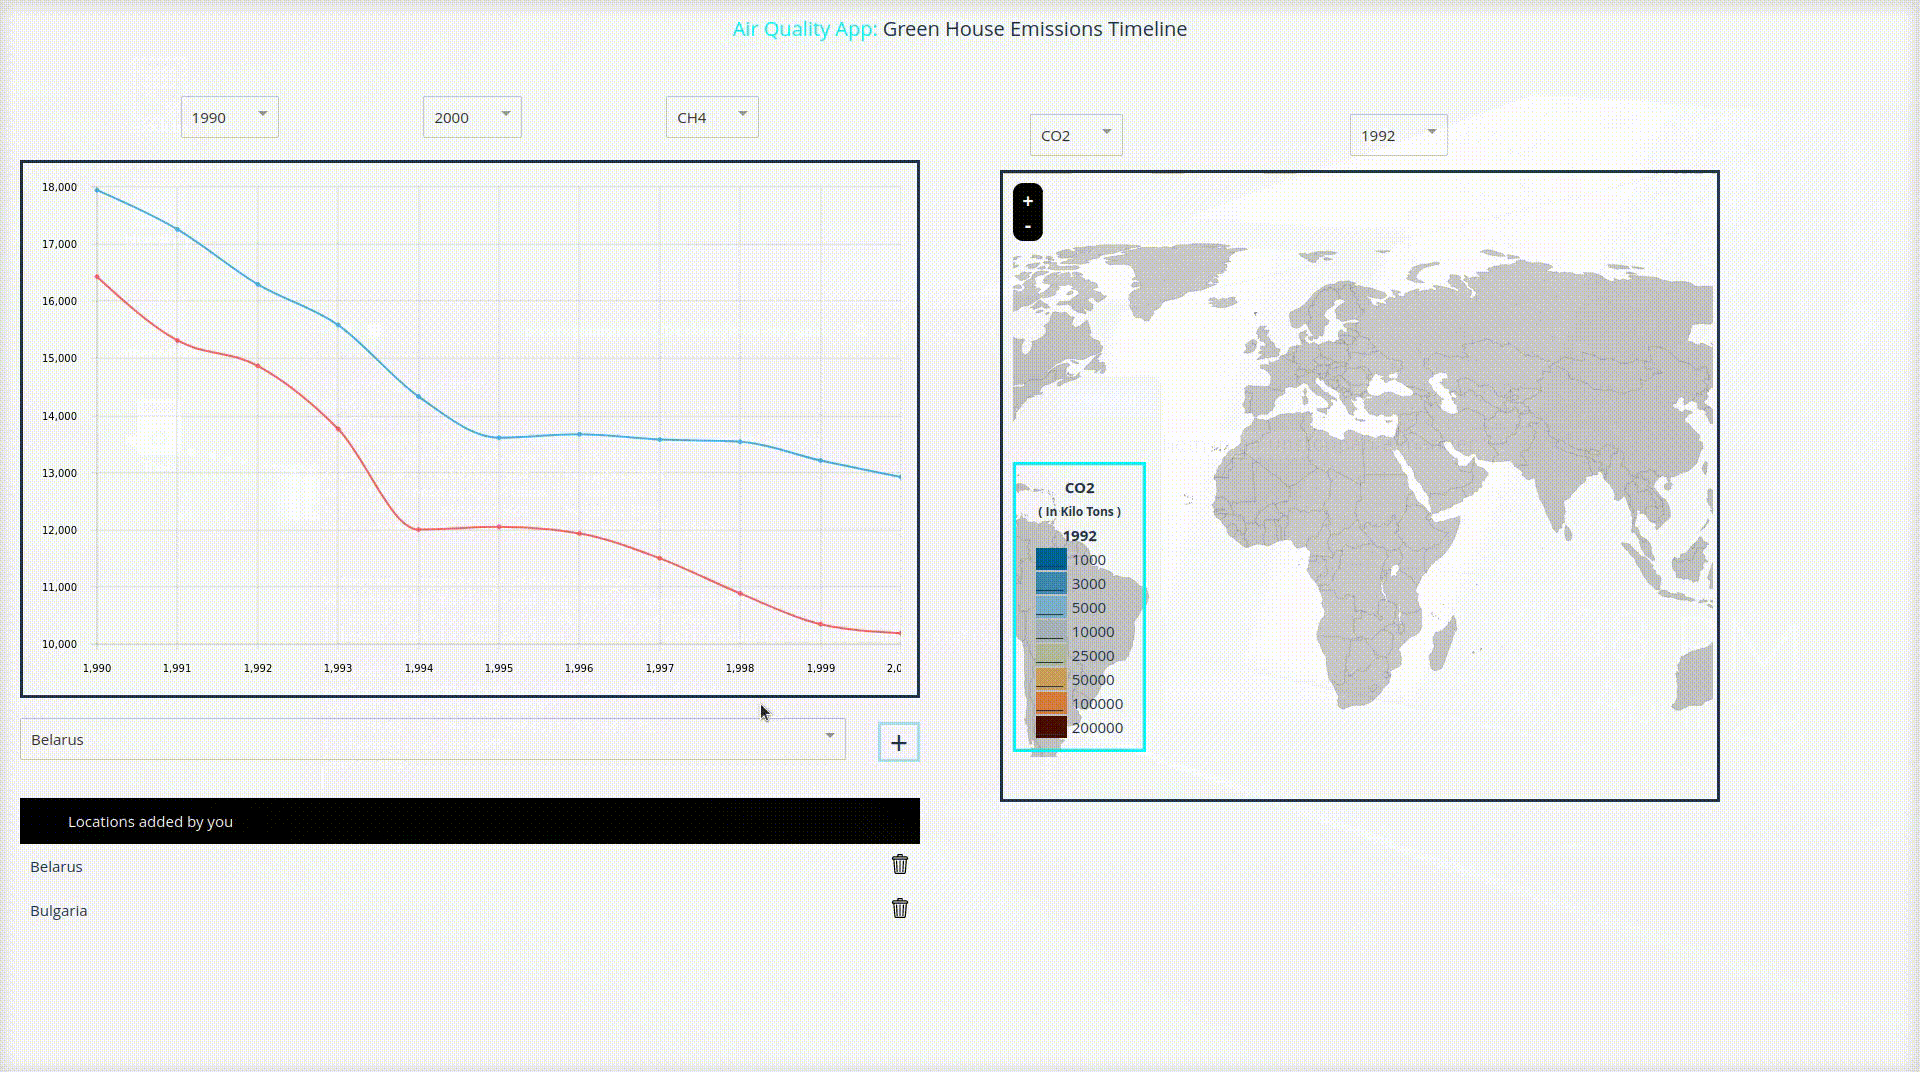 Air Quality App: Green House Emissions Timeline
1990
2000
CH4
CO2
1992
18,000
17,000
16,000
15,000
14,000
13,000
12,000
11,000
10,000
1,990 1,991 1,992 1,993 1,994 1,995 1,996 1,997 1,998 1,999 2,0
+
-
CO2
( In Kilo Tons )
1992
1000
3000
5000
10000
25000
50000
100000
200000
Belarus
+
Locations added by you
Belarus
Bulgaria